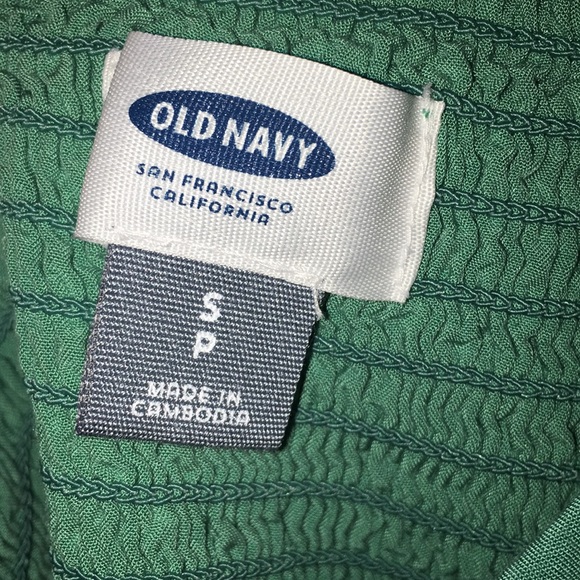 OLD NAVY
SAN FRANCISCO
CALIFORNIA
S
P
MADE IN
CAMBODIA